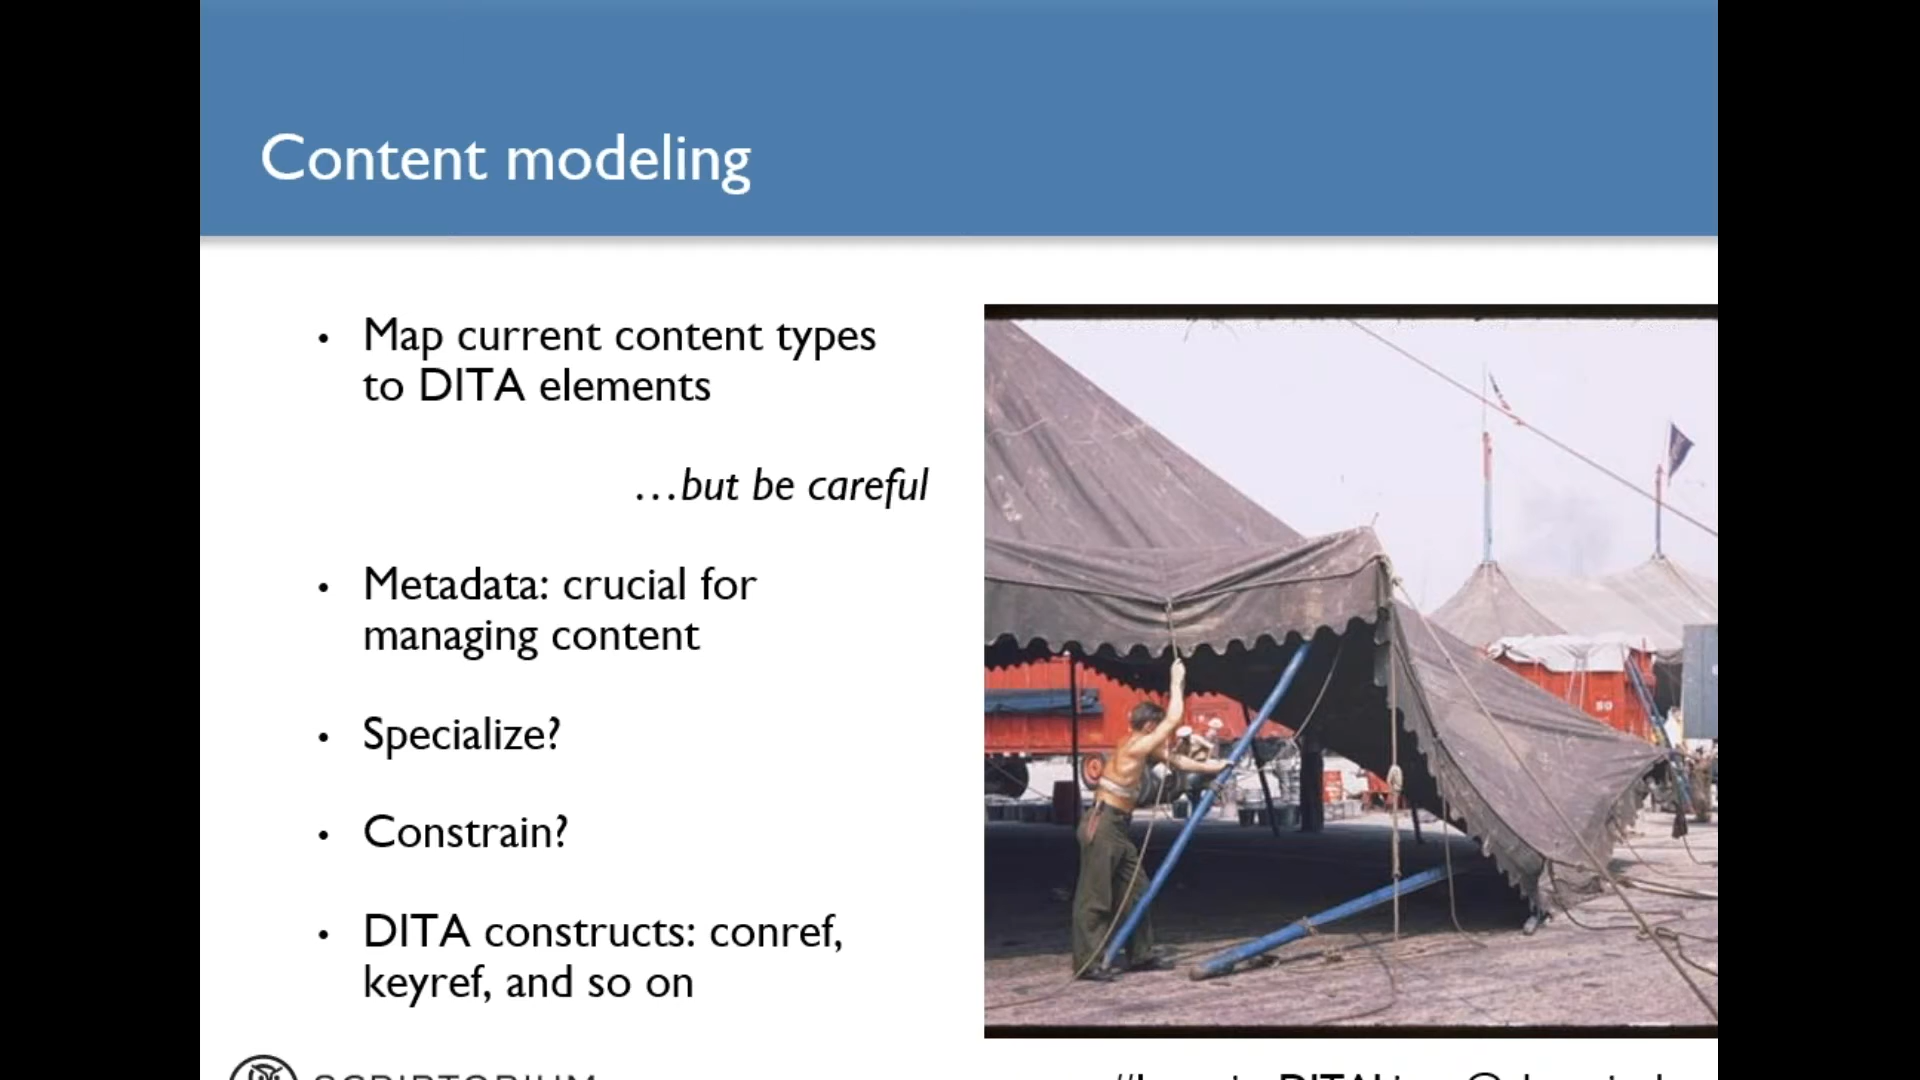 Content modeling
• Map current content types
to DITA elements
…but be careful
• Metadata: crucial for
managing content
• Specialize?
• Constrain?
• DITA constructs: conref,
keyref, and so on
SCRIPTORIUM